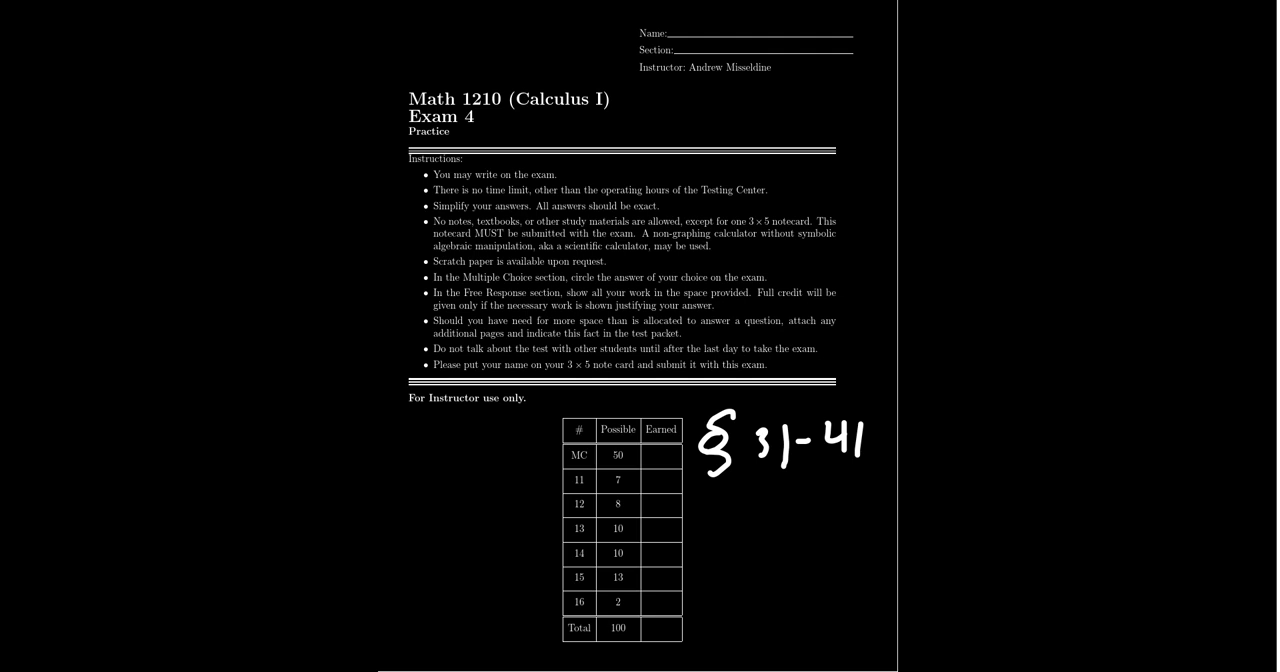 Name:
Section:
Instructor: Andrew Misseldine
Math 1210 (Calculus I)
Exam 4
Practice
Instructions:
• You may write on the exam.
• There is no time limit, other than the operating hours of the Testing Center.
• Simplify your answers. All answers should be exact.
• No notes, textbooks, or other study materials are allowed, except for one 3 × 5 notecard. This
notecard MUST be submitted with the exam. A non-graphing calculator without symbolic
algebraic manipulation, aka a scientific calculator, may be used.
• Scratch paper is available upon request.
• In the Multiple Choice section, circle the answer of your choice on the exam.
• In the Free Response section, show all your work in the space provided. Full credit will be
given only if the necessary work is shown justifying your answer.
• Should you have need for more space than is allocated to answer a question, attach any
additional pages and indicate this fact in the test packet.
• Do not talk about the test with other students until after the last day to take the exam.
• Please put your name on your 3 × 5 note card and submit it with this exam.
For Instructor use only.
# Possible Earned
MC 50
11 7
12 8
13 10
14 10
15 13
16 2
Total 100
§ 31-41